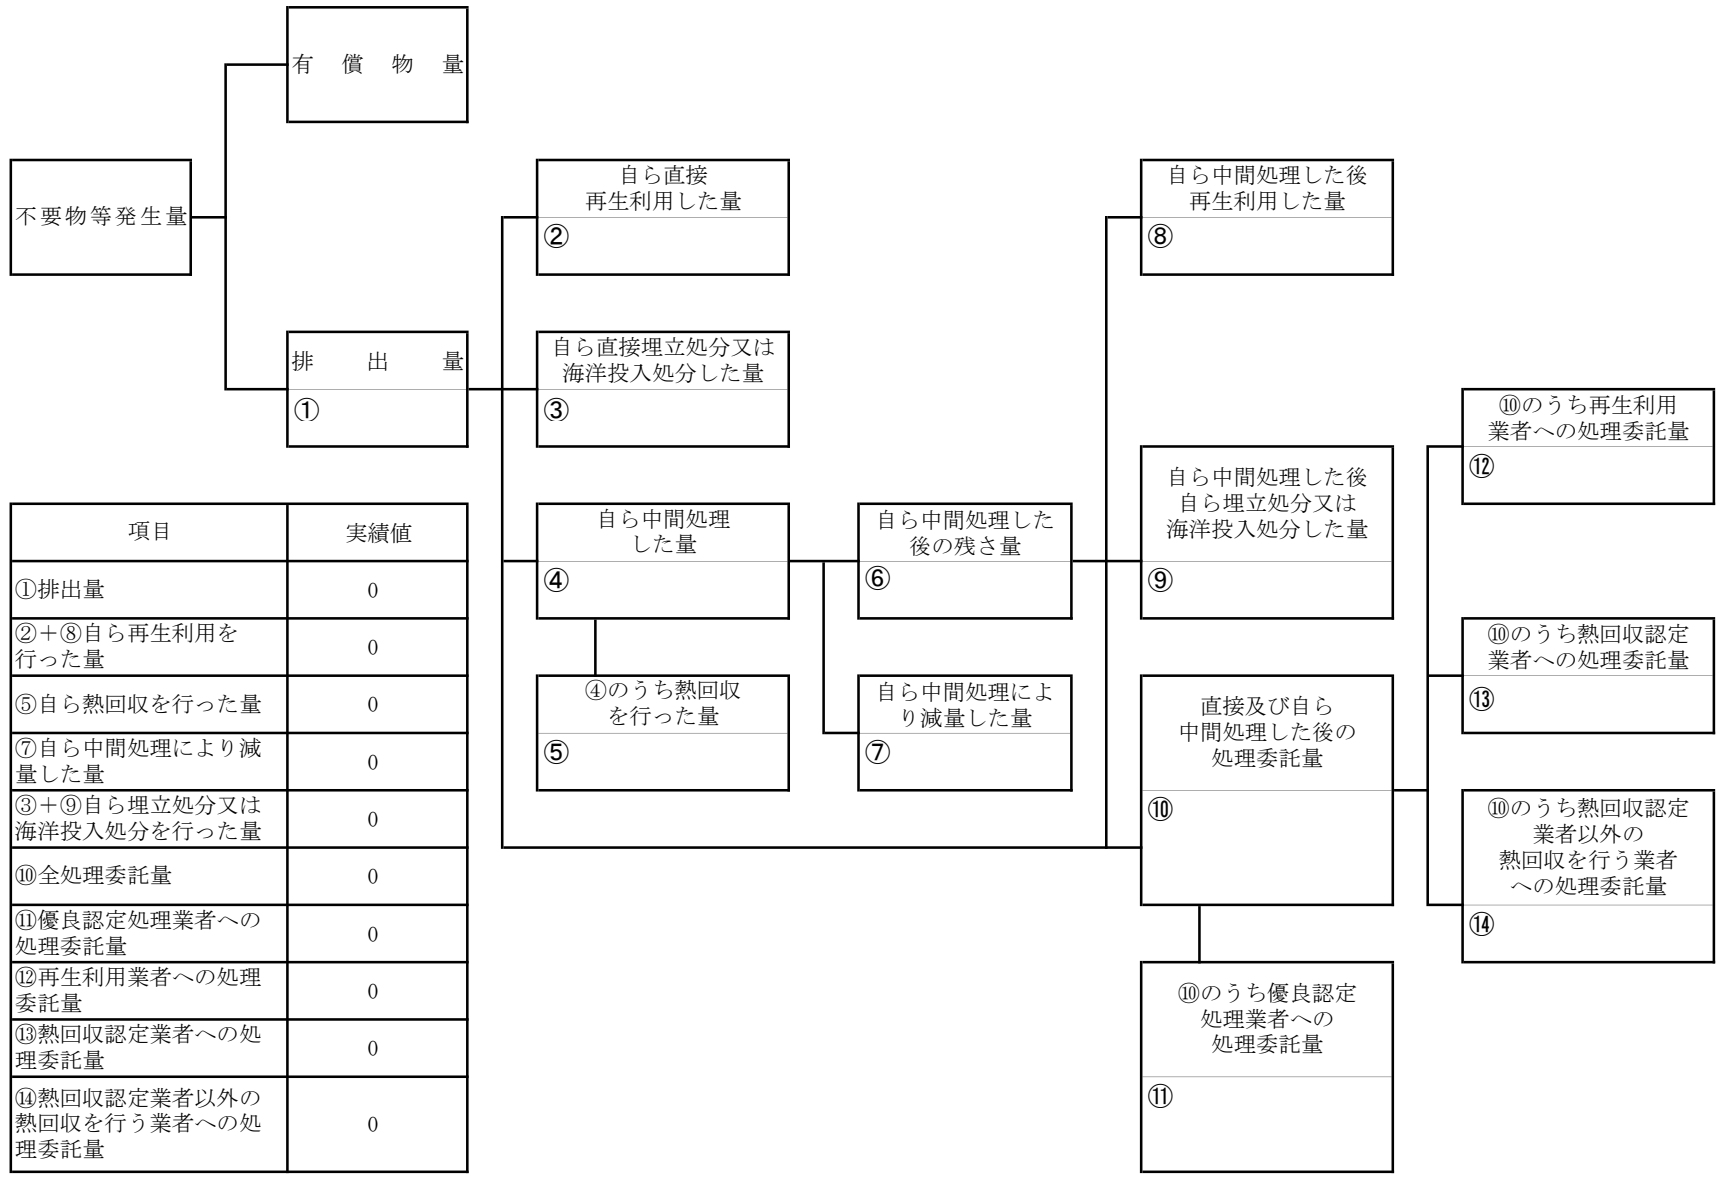 有償物量
不要物等発生量
排出量
①
自ら直接
再生利用した量
②
自ら直接埋立処分又は
海洋投入処分した量
③
自ら中間処理
した量
④
④のうち熱回収
を行った量
⑤
自ら中間処理した
後の残さ量
⑥
自ら中間処理によ
り減量した量
⑦
自ら中間処理した後
再生利用した量
⑧
自ら中間処理した後
自ら埋立処分又は
海洋投入処分した量
⑨
直接及び自ら
中間処理した後の
処理委託量
⑩
⑩のうち優良認定
処理業者への
処理委託量
⑪
⑩のうち再生利用
業者への処理委託量
⑫
⑩のうち熱回収認定
業者への処理委託量
⑬
⑩のうち熱回収認定
業者以外の
熱回収を行う業者
への処理委託量
⑭
項目 実績値
①排出量 0
②＋⑧自ら再生利用を
行った量 0
⑤自ら熱回収を行った量 0
⑦自ら中間処理により減
量した量 0
③＋⑨自ら埋立処分又は
海洋投入処分を行った量 0
⑩全処理委託量 0
⑪優良認定処理業者への
処理委託量 0
⑫再生利用業者への処理
委託量 0
⑬熱回収認定業者への処
理委託量 0
⑭熱回収認定業者以外の
熱回収を行う業者への処
理委託量 0